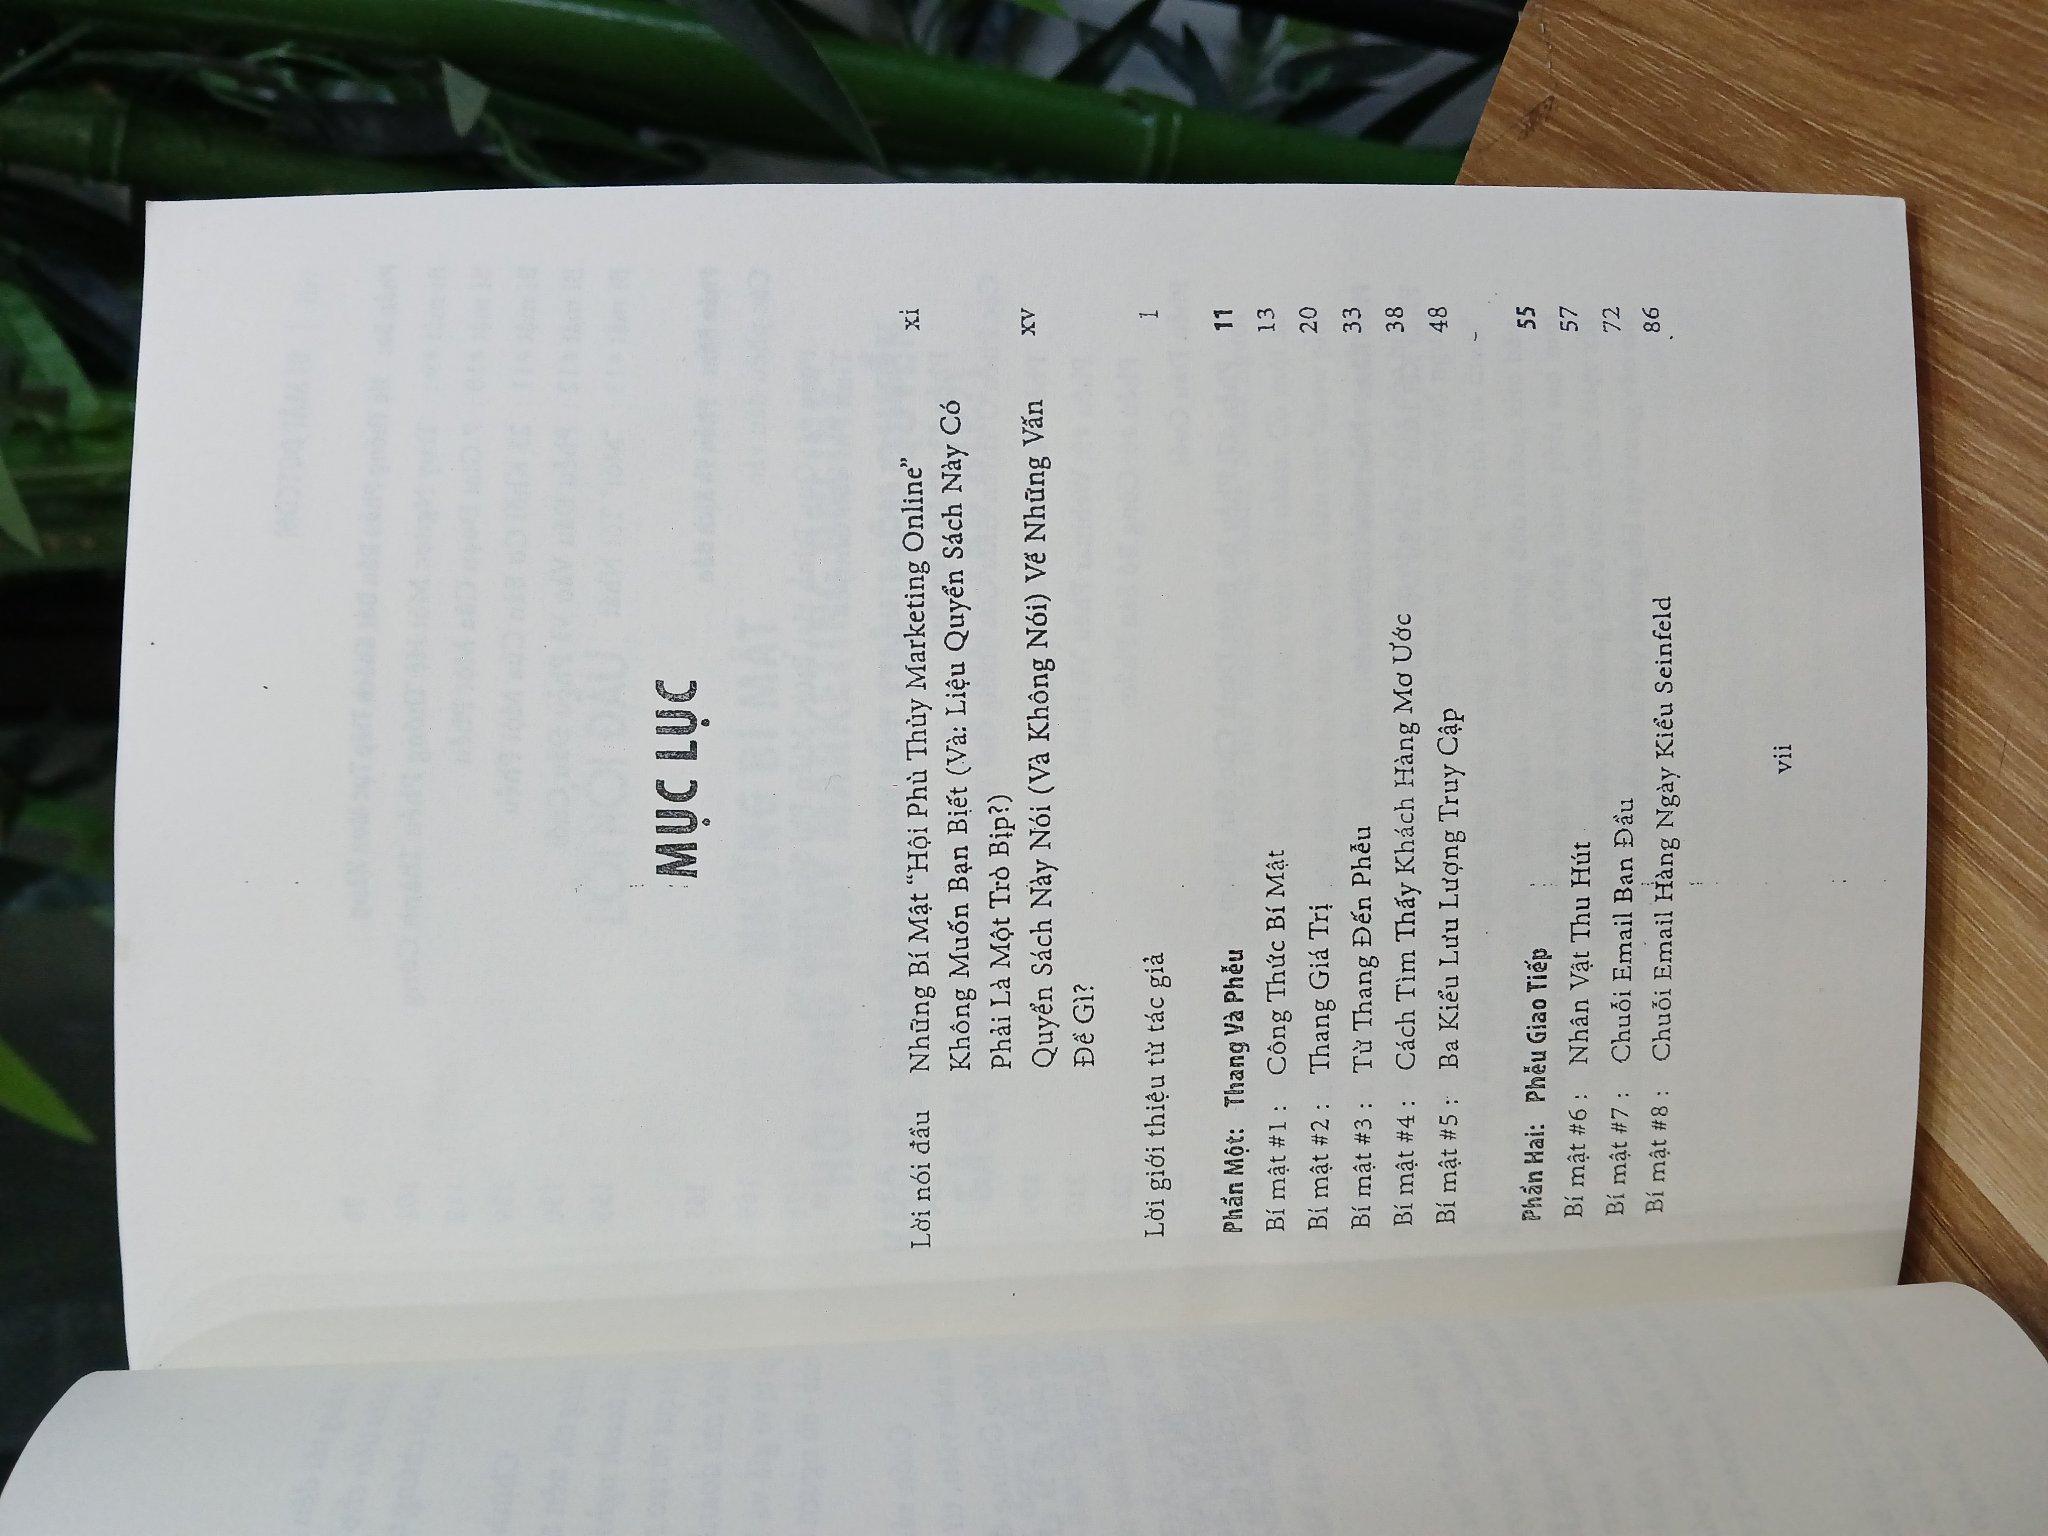 MỤC LỤC
Lời nói đầu Những Bí Mật “Hội Phù Thủy Marketing Online” xi
Không Muốn Bạn Biết (Và: Liệu Quyển Sách Này Có
Phải Là Một Trò Bịp?)
Quyển Sách Này Nói (Và Không Nói) Về Những Vấn xv
Đề Gì?
Lời giới thiệu từ tác giả 1
Phần Một: Thang Và Phễu 11
Bí mật #1 : Công Thức Bí Mật 13
Bí mật #2 : Thang Giá Trị 20
Bí mật #3 : Từ Thang Đến Phễu 33
Bí mật #4 : Cách Tìm Thấy Khách Hàng Mơ Ước 38
Bí mật #5 : Ba Kiểu Lưu Lượng Truy Cập 48
Phần Hai: Phễu Giao Tiếp 55
Bí mật #6 : Nhân Vật Thu Hút 57
Bí mật #7 : Chuỗi Email Ban Đầu 72
Bí mật #8 : Chuỗi Email Hàng Ngày Kiểu Seinfeld 86
vii